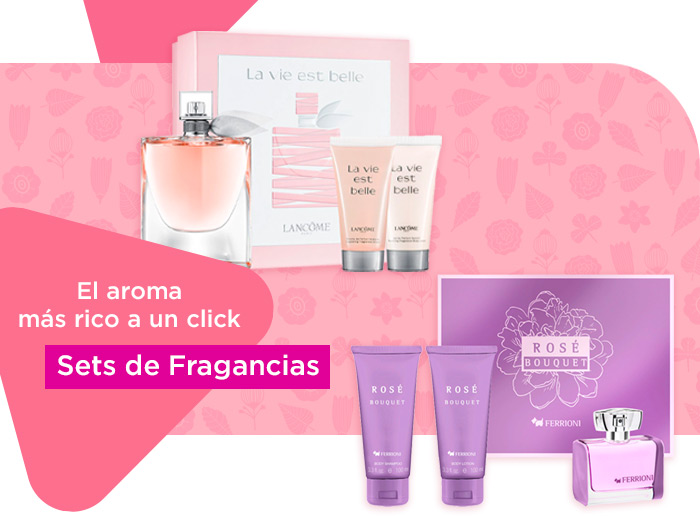 La vie est belle
LANCÔME
La vie
est
belle
LANCÔME
La vie
est
belle
LANCÔME
El aroma
más rico a un click
Sets de Fragancias
ROSÉ
BOUQUET
FERRIONI
ROSÉ
BOUQUET
FERRIONI
ROSÉ
BOUQUET
FERRIONI
FERRIONI